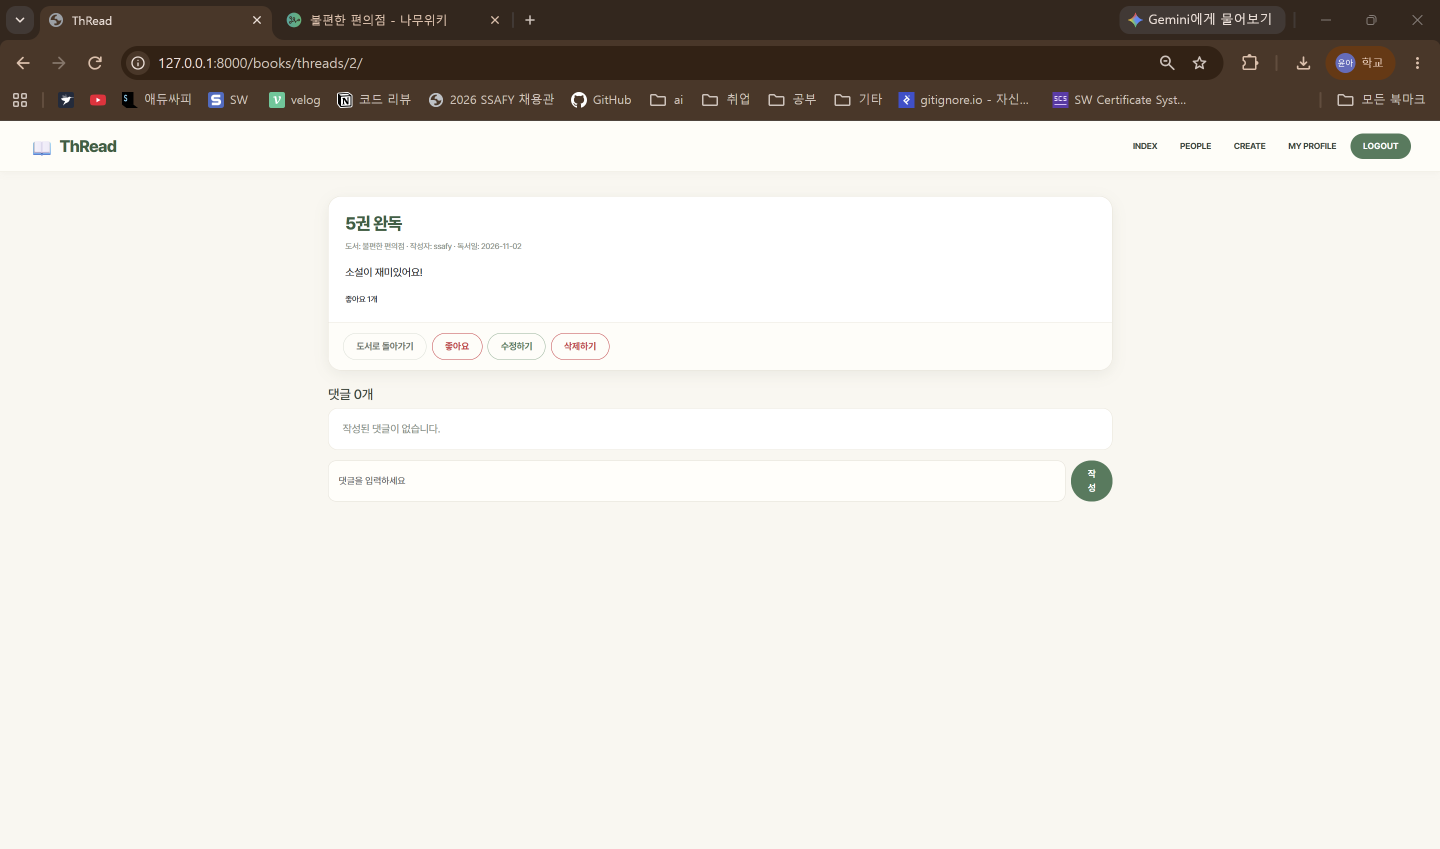 ThRead
불편한 편의점 - 나무위키
Gemini에게 물어보기
127.0.0.1:8000/books/threads/2/
윤아 학교
에듀싸피
SW
velog
코드 리뷰
2026 SSAFY 채용관
GitHub
ai
취업
공부
기타
gitignore.io - 자신...
SCS SW Certificate Syst...
모든 북마크
ThRead
INDEX
PEOPLE
CREATE
MY PROFILE
LOGOUT
5권 완독
도서: 불편한 편의점 · 작성자: ssafy · 독서일: 2026-11-02
소설이 재미있어요!
좋아요 1개
도서로 돌아가기
좋아요
수정하기
삭제하기
댓글 0개
작성된 댓글이 없습니다.
댓글을 입력하세요
작
성